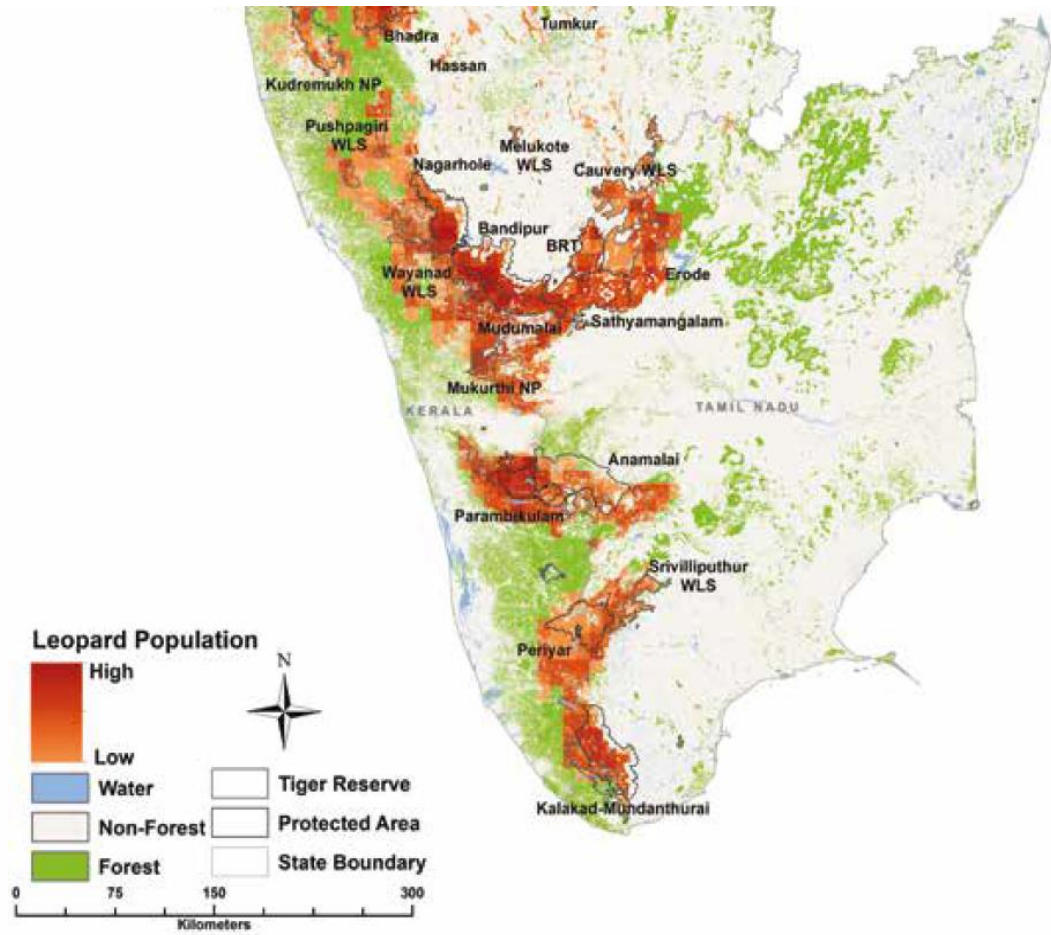 Tumkur
Bhadra
Hassan
Kudremukh NP
Pushpagiri
WLS
Melukote
WLS
Nagarhole
Cauvery WLS
Bandipur
BRT
Wayanad
WLS
Erode
Mudumalai
Sathyamangalam
Mukurthi NP
KERALA
TAMIL NADU
Anamalai
Parambikulam
Srivilliputhur
WLS
Periyar
Kalakad-Mundanthurai
Leopard Population
High
Low
Water
Non-Forest
Forest
N
Tiger Reserve
Protected Area
State Boundary
0 75 150 300
Kilometers